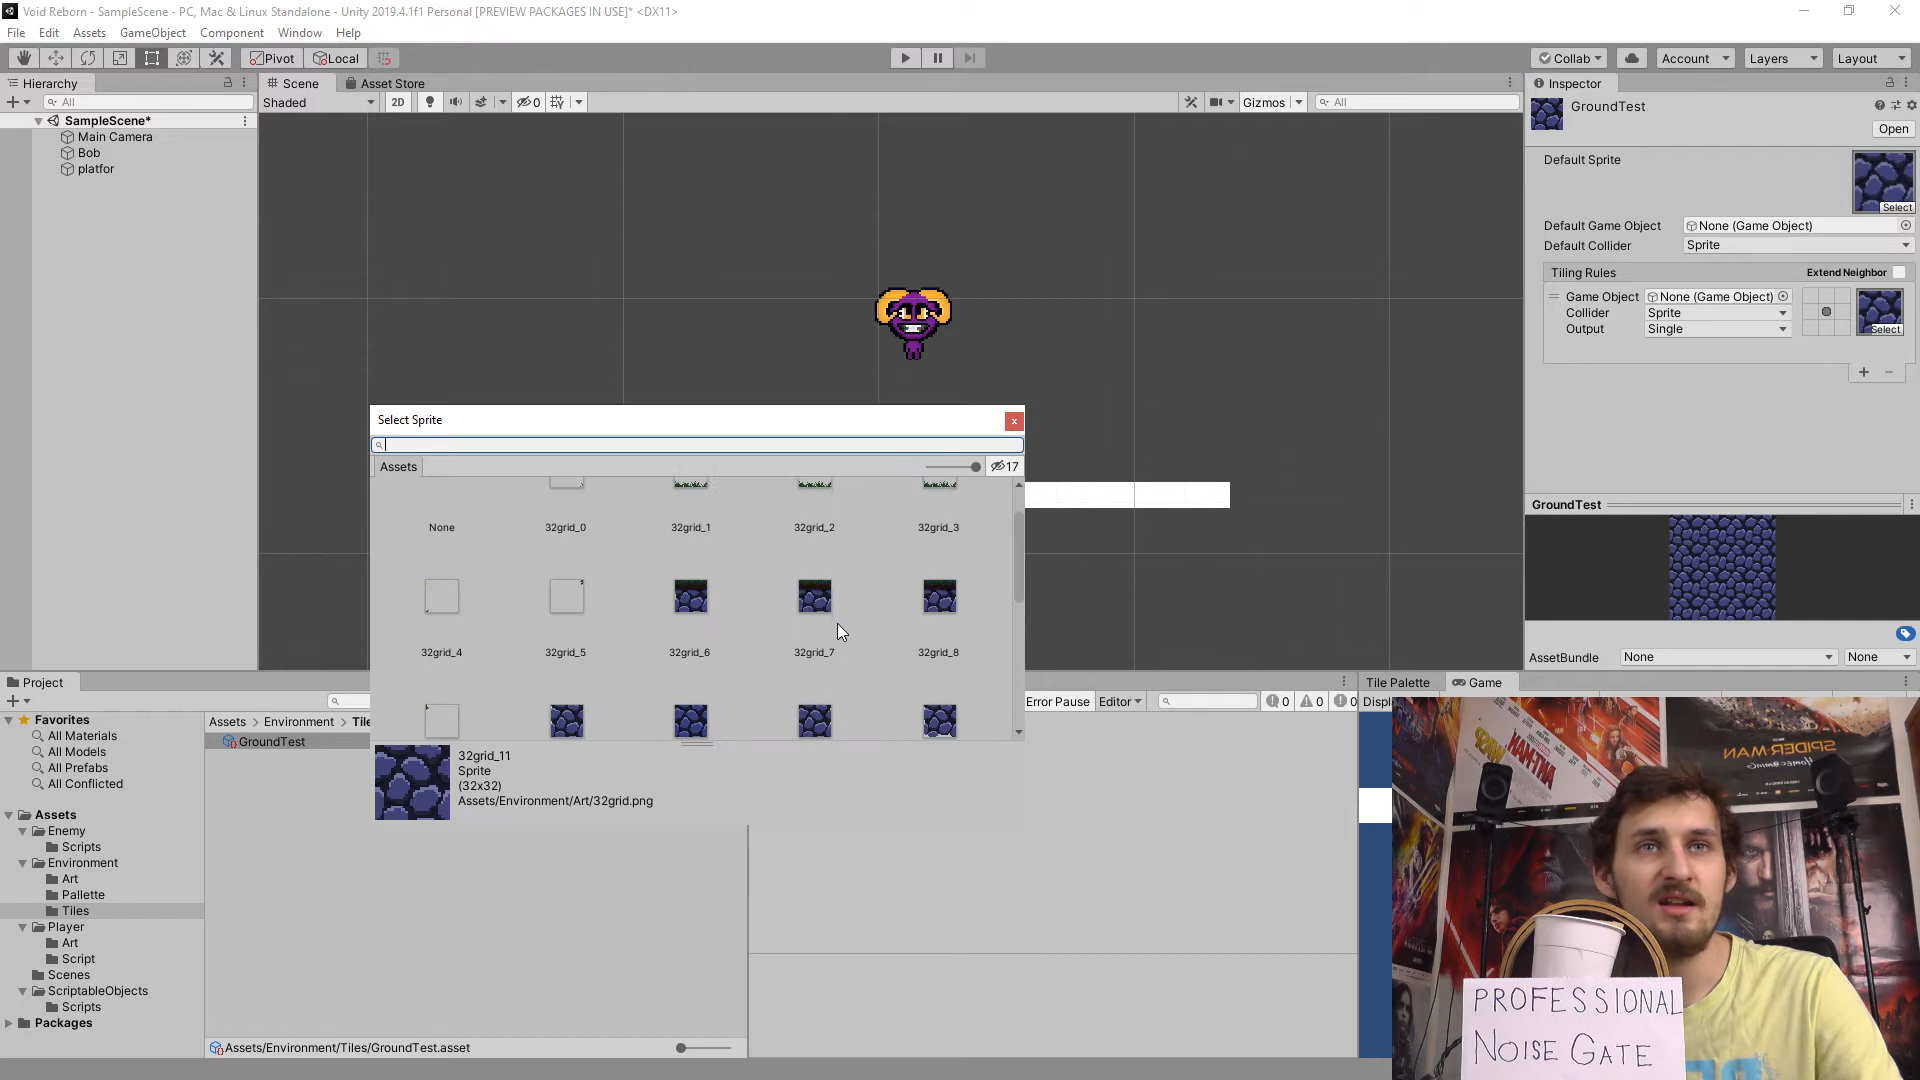 Void Reborn - SampleScene - PC, Mac & Linux Standalone - Unity 2019.4.1f1 Personal [PREVIEW PACKAGES IN USE]* <DX11>
File Edit Assets GameObject Component Window Help
Pivot Local Collab Account Layers Layout
Hierarchy
All
SampleScene*
Main Camera
Bob
platfor
Scene Asset Store
Shaded 2D 0 Gizmos All
Inspector
GroundTest
Open
Default Sprite
Select
Default Game Object None (Game Object)
Default Collider Sprite
Tiling Rules Extend Neighbor
Game Object None (Game Object)
Collider Sprite
Output Single
Select
+ -
GroundTest
AssetBundle None None
Select Sprite
x
Assets 17
None 32grid_0 32grid_1 32grid_2 32grid_3
32grid_4 32grid_5 32grid_6 32grid_7 32grid_8
32grid_11
Sprite
(32x32)
Assets/Environment/Art/32grid.png
Project
Favorites
All Materials
All Models
All Prefabs
All Conflicted
Assets
Enemy
Scripts
Environment
Art
Pallette
Tiles
Player
Art
Script
Scenes
ScriptableObjects
Scripts
Packages
Assets > Environment > Tile
GroundTest
Assets/Environment/Tiles/GroundTest.asset
Error Pause Editor 0 0 0
Tile Palette Game
Displ
SPIDER-MAN
HOMECOMING
ANT-MAN
PROFESSIONAL
NOISE GATE